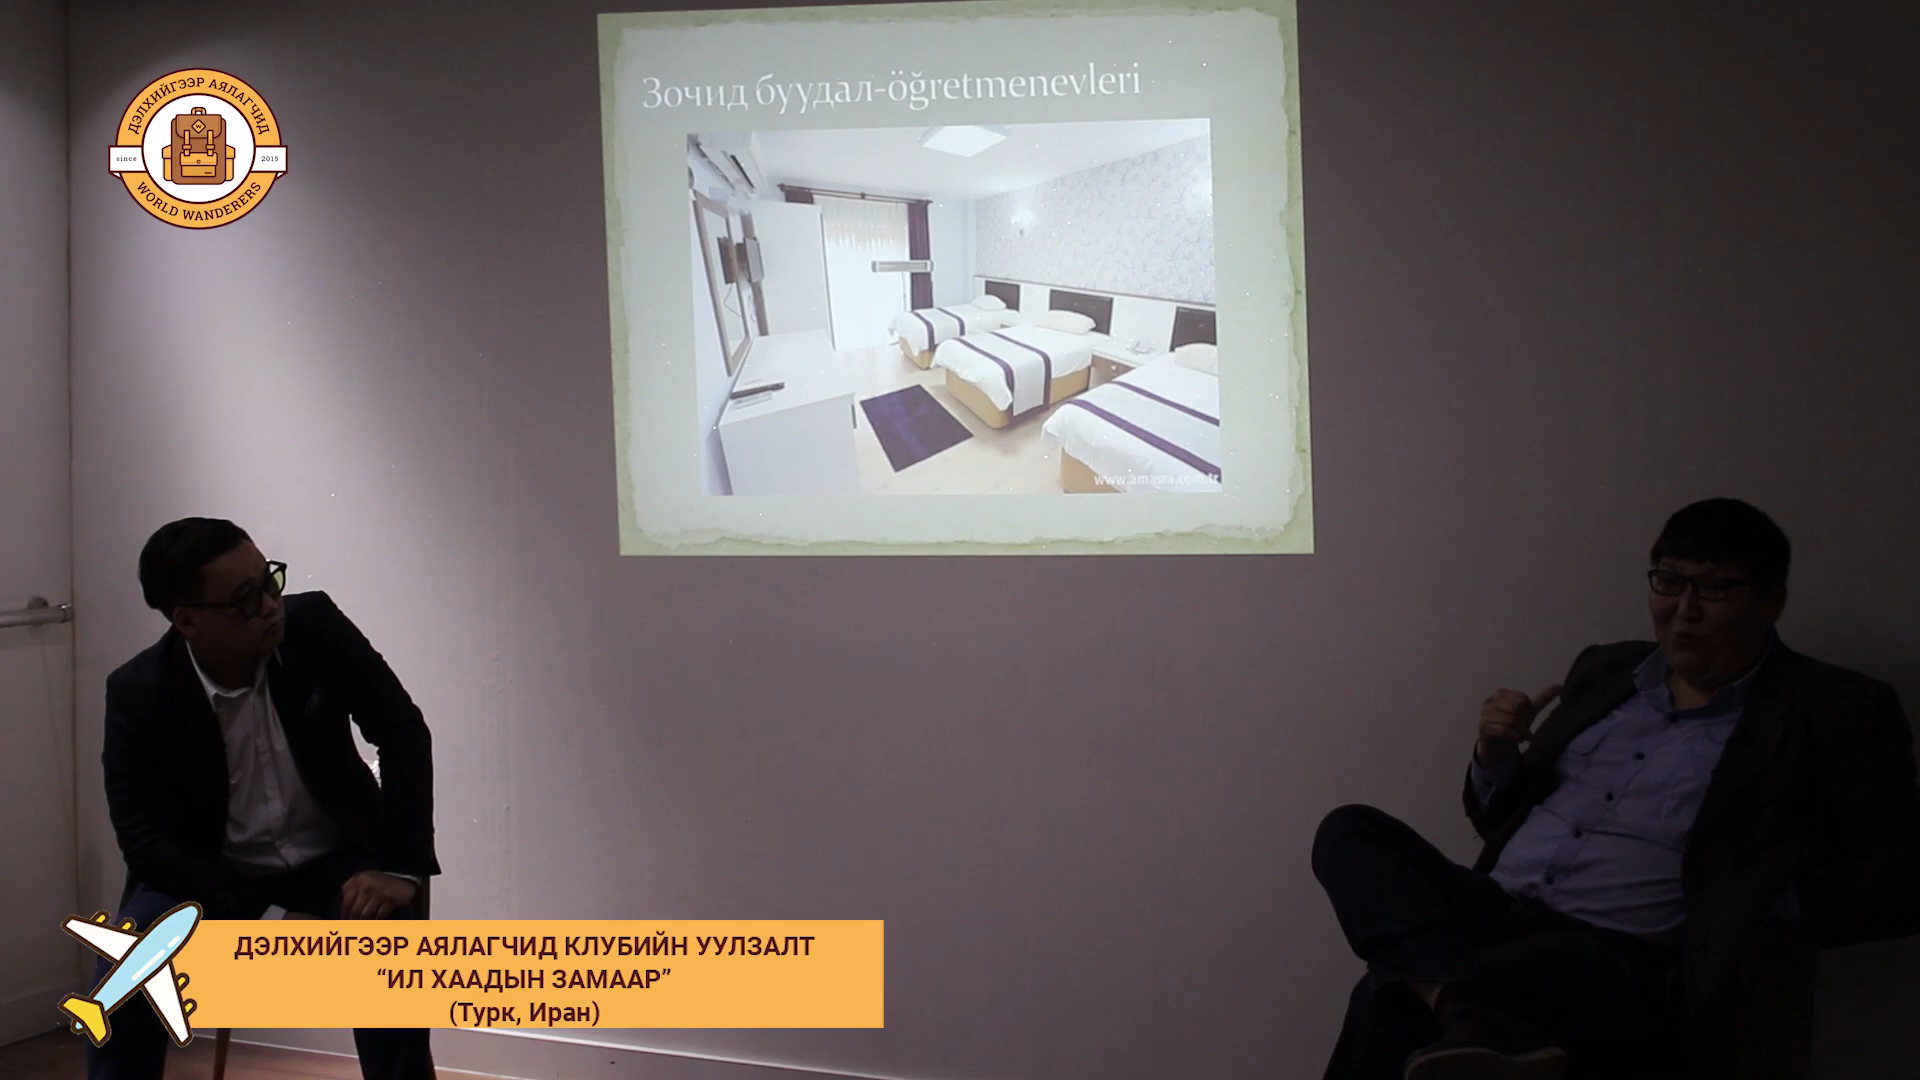 ДЭЛХИЙГЭЭР АЯЛАГЧИД
since 2015
WORLD WANDERERS
Зочид буудал-öğretmenevleri
www.amasra.com.tr
ДЭЛХИЙГЭЭР АЯЛАГЧИД КЛУБИЙН УУЛЗАЛТ
“ИЛ ХААДЫН ЗАМААР”
(Турк, Иран)